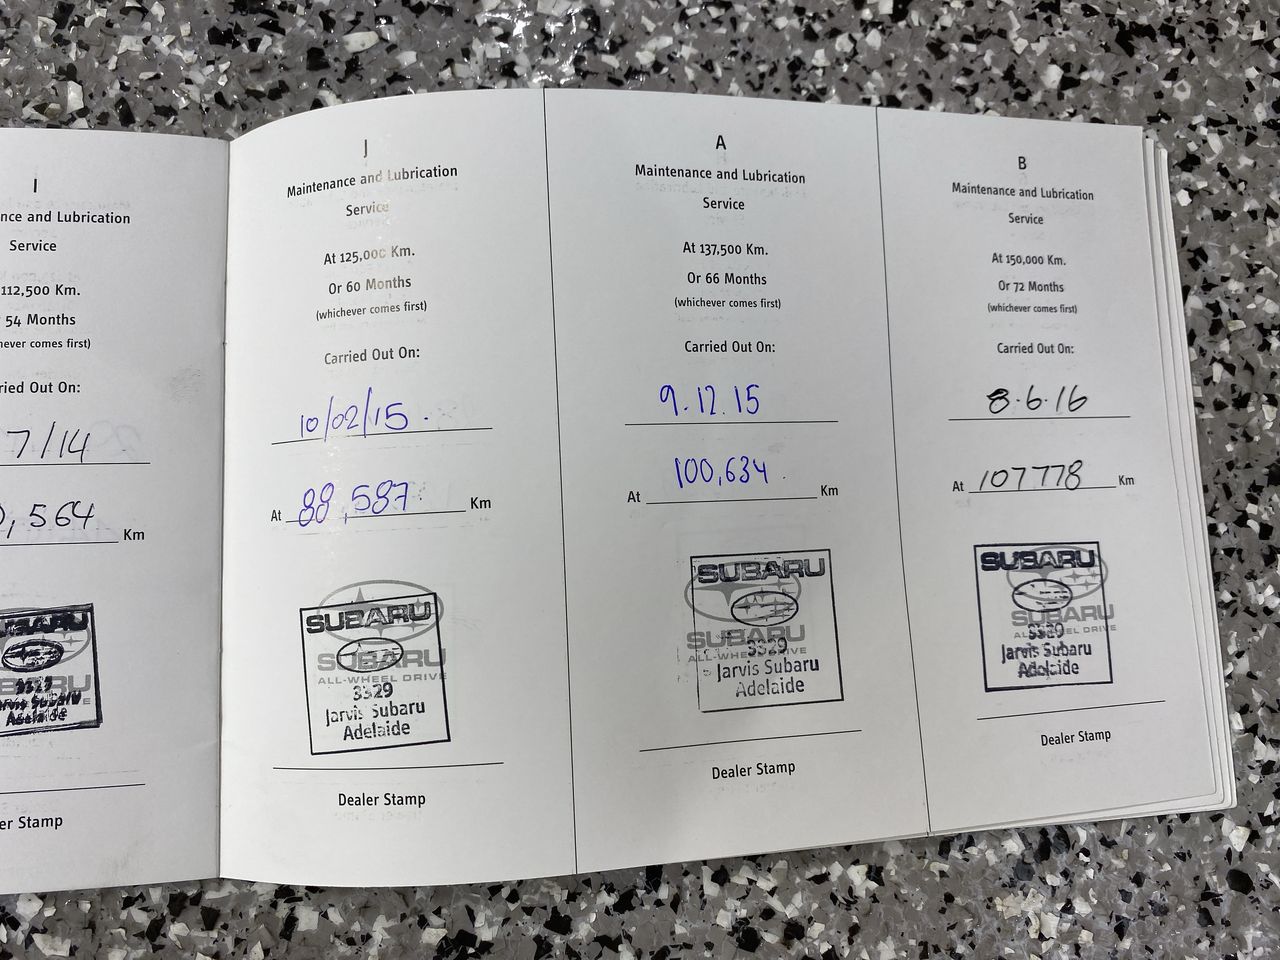 I
nce and Lubrication
Service
112,500 Km.
54 Months
never comes first)
ried Out On:
7/14
,564 Km
SUBARU
3329
Jarvis Subaru
Adelaide
er Stamp
J
Maintenance and Lubrication
Service
At 125,000 Km.
Or 60 Months
(whichever comes first)
Carried Out On:
10/02/15.
At 88,587 Km
SUBARU
SUBARU
ALL-WHEEL DRIVE
3329
Jarvis Subaru
Adelaide
Dealer Stamp
A
Maintenance and Lubrication
Service
At 137,500 Km.
Or 66 Months
(whichever comes first)
Carried Out On:
9.12.15
At 100,634 Km
SUBARU
SUBARU
ALL-WHEEL DRIVE
3329
Jarvis Subaru
Adelaide
Dealer Stamp
B
Maintenance and Lubrication
Service
At 150,000 Km.
Or 72 Months
(whichever comes first)
Carried Out On:
8.6.16
At 107778 Km
SUBARU
SUBARU
ALL-WHEEL DRIVE
3329
Jarvis Subaru
Adelaide
Dealer Stamp